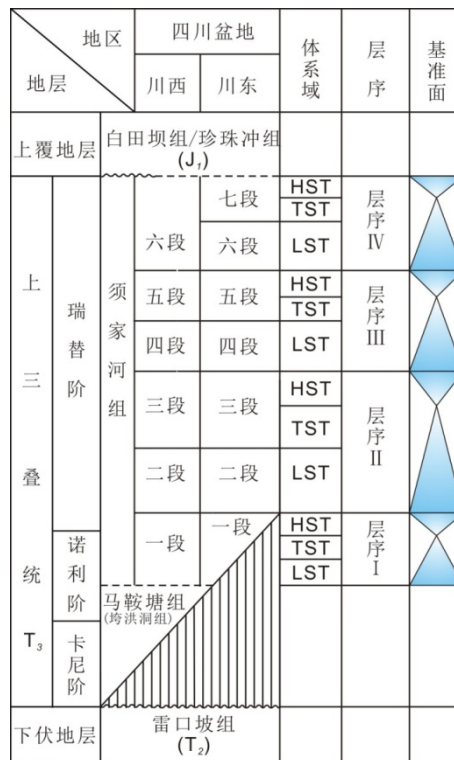 地区
地层
四川盆地
川西
川东
体系域
层序
基准面
上覆地层
白田坝组/珍珠冲组
(J1)
上三叠统T3
瑞替阶
诺利阶
卡尼阶
须家河组
六段
五段
四段
三段
二段
一段
七段
六段
五段
四段
三段
二段
一段
HST
TST
LST
HST
TST
LST
HST
TST
LST
HST
TST
LST
层序IV
层序III
层序II
层序I
马鞍塘组
(垮洪洞组)
下伏地层
雷口坡组
(T2)